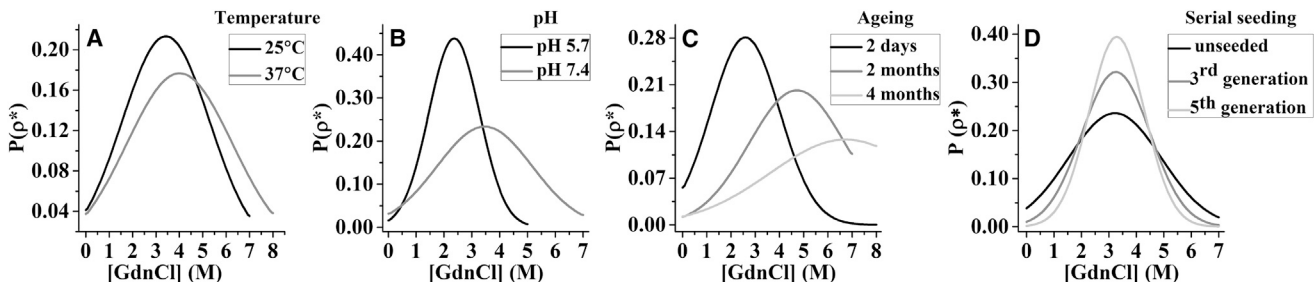 Temperature
A
25°C
37°C
0.20
0.16
0.12
0.08
0.04
P(ρ*)
0 1 2 3 4 5 6 7 8
[GdnCl] (M)
pH
B
pH 5.7
pH 7.4
0.40
0.30
0.20
0.10
0.00
P(ρ*)
0 1 2 3 4 5 6 7
[GdnCl] (M)
Ageing
C
2 days
2 months
4 months
0.28
0.21
0.14
0.07
0.00
P(ρ*)
0 1 2 3 4 5 6 7 8
[GdnCl] (M)
Serial seeding
D
unseeded
3rd generation
5th generation
0.40
0.30
0.20
0.10
0.00
P (ρ*)
0 1 2 3 4 5 6 7
[GdnCl] (M)